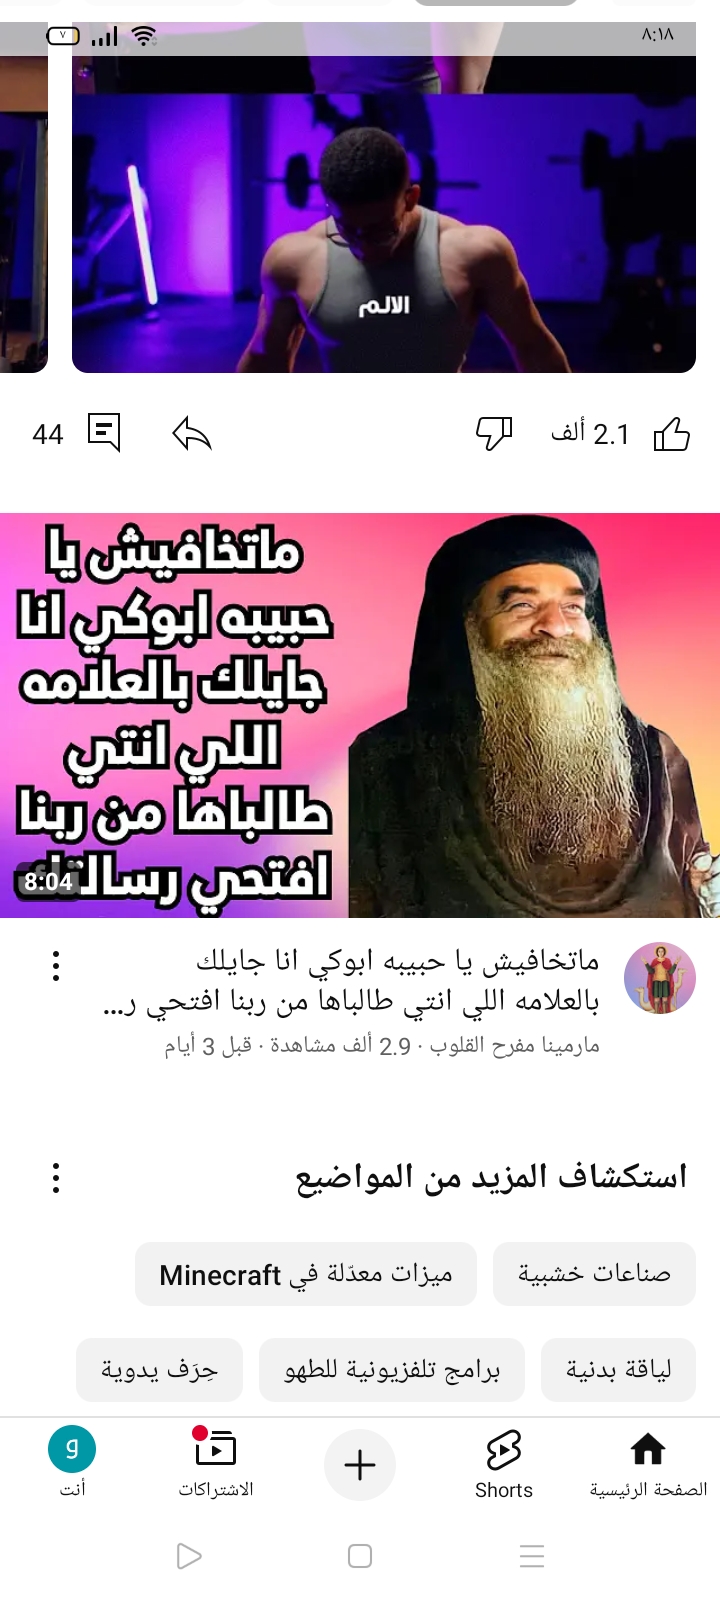 ٨:١٨
٧
الالم
2.1 ألف
44
ماتخافيش يا
حبيبه ابوكي انا
جايلك بالعلامه
اللي انتي
طالباها من ربنا
افتحي رسالتك
8:04
ماتخافيش يا حبيبه ابوكي انا جايلك
بالعلامه اللي انتي طالباها من ربنا افتحي ر...
مارمينا مفرح القلوب · 2.9 ألف مشاهدة · قبل 3 أيام
استكشاف المزيد من المواضيع
صناعات خشبية
ميزات معدّلة في Minecraft
لياقة بدنية
برامج تلفزيونية للطهو
حِرَف يدوية
الصفحة الرئيسية
Shorts
الاشتراكات
و
أنت